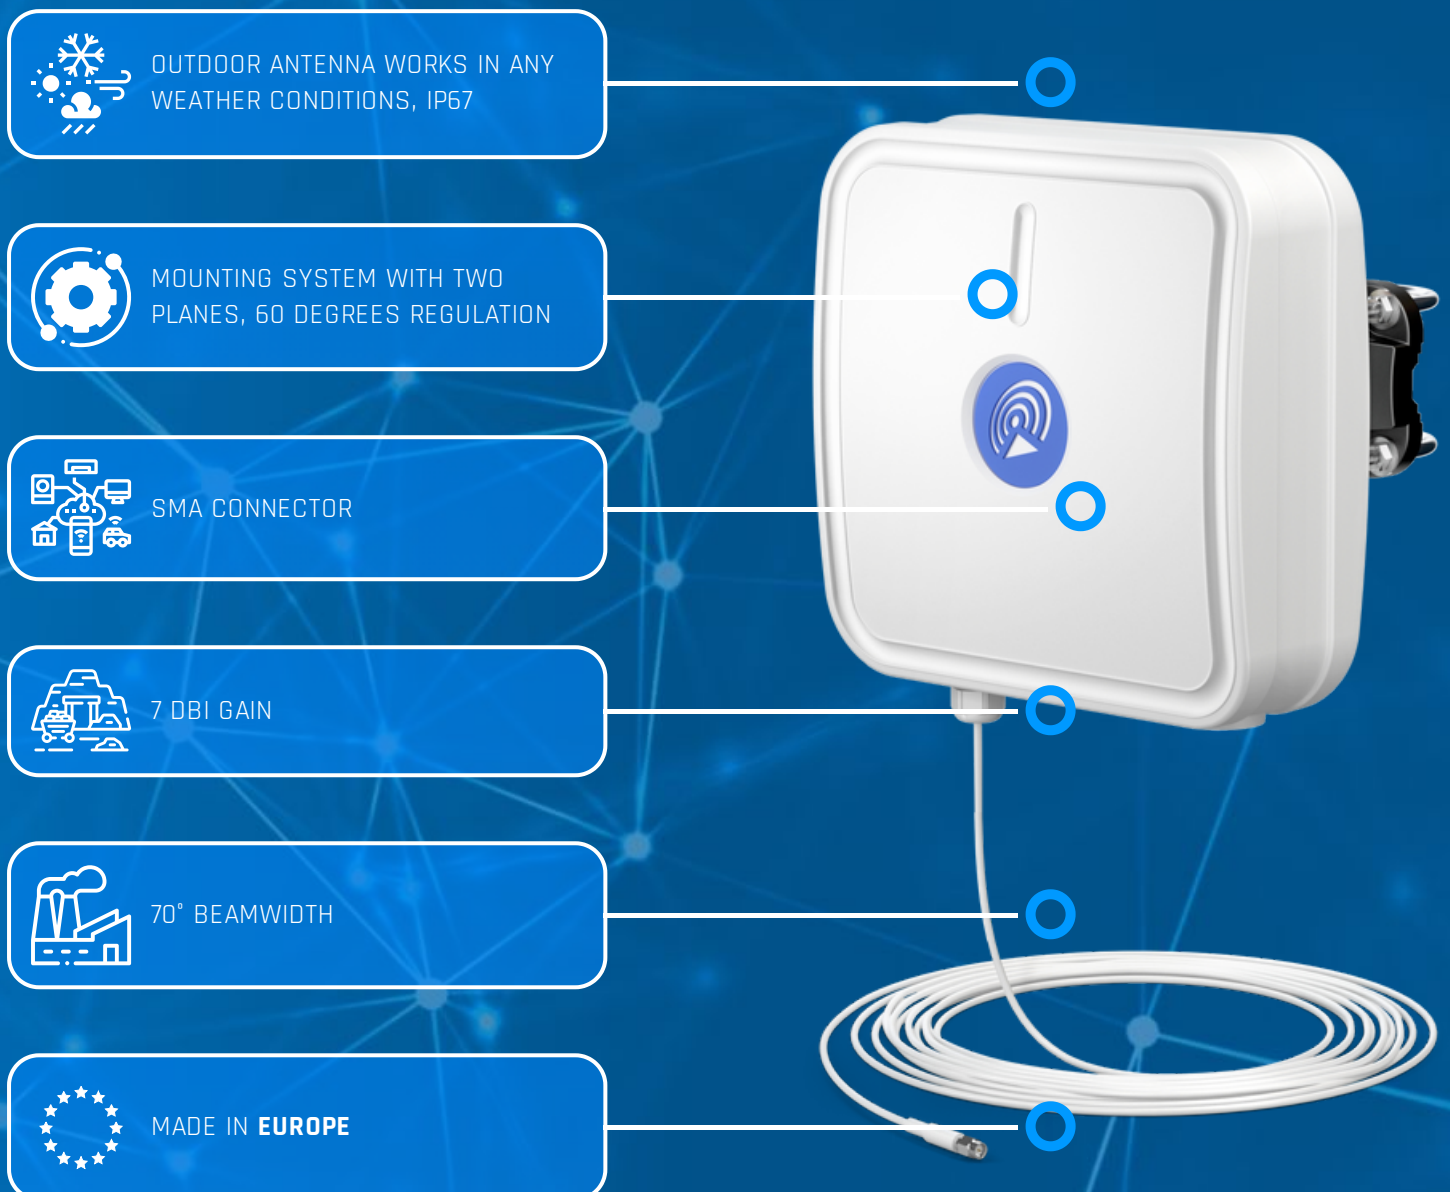 OUTDOOR ANTENNA WORKS IN ANY
WEATHER CONDITIONS, IP67
MOUNTING SYSTEM WITH TWO
PLANES, 60 DEGREES REGULATION
SMA CONNECTOR
7 DBI GAIN
70° BEAMWIDTH
MADE IN EUROPE